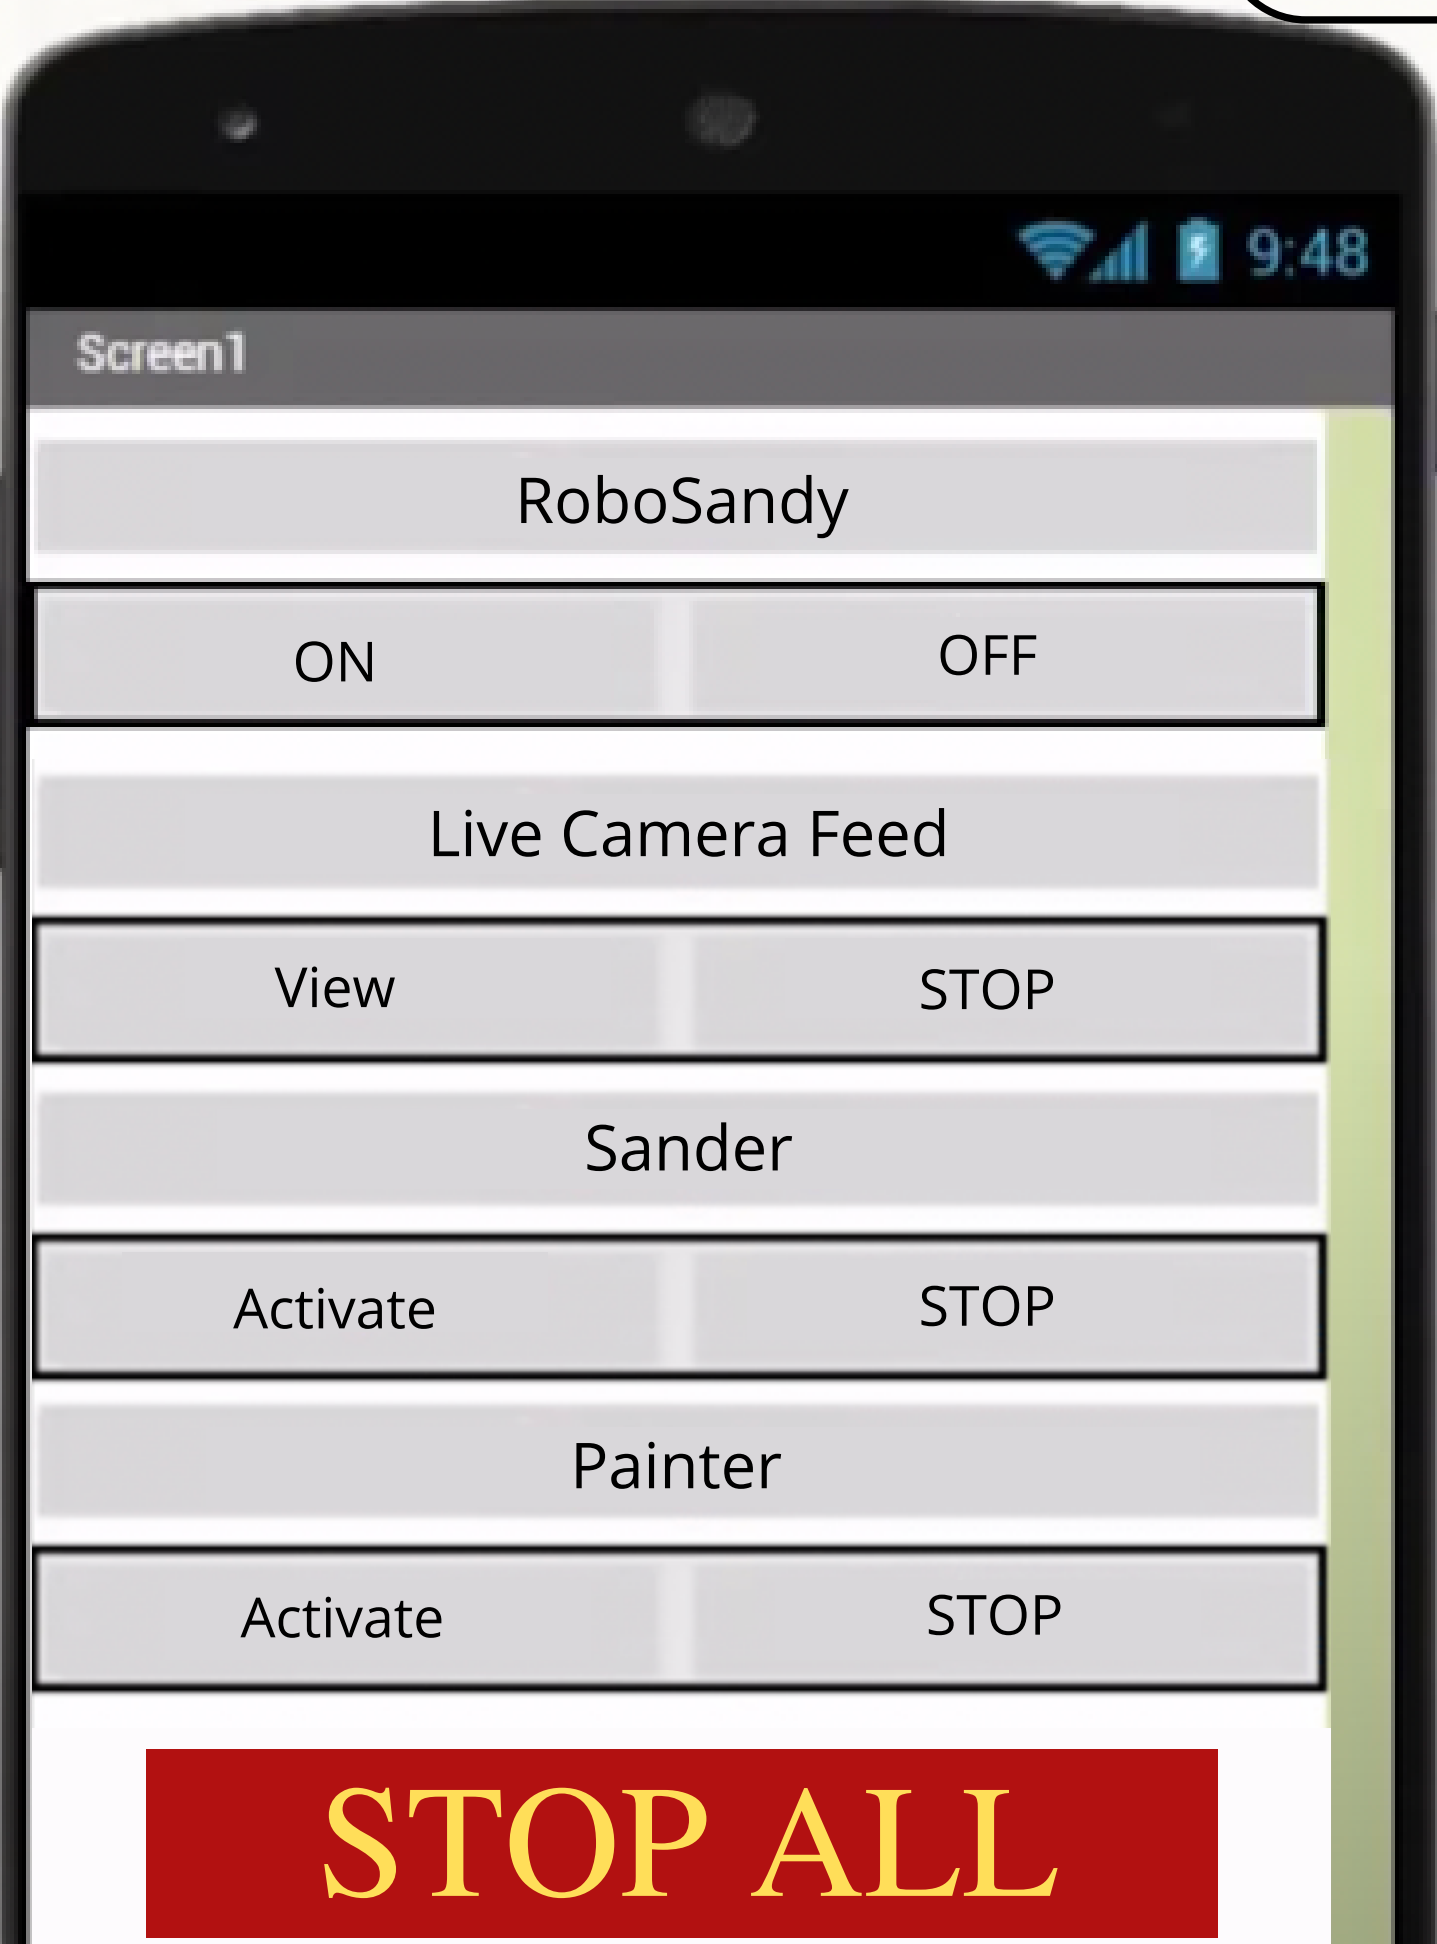 9:48
Screen1
RoboSandy
ON OFF
Live Camera Feed
View STOP
Sander
Activate STOP
Painter
Activate STOP
STOP ALL